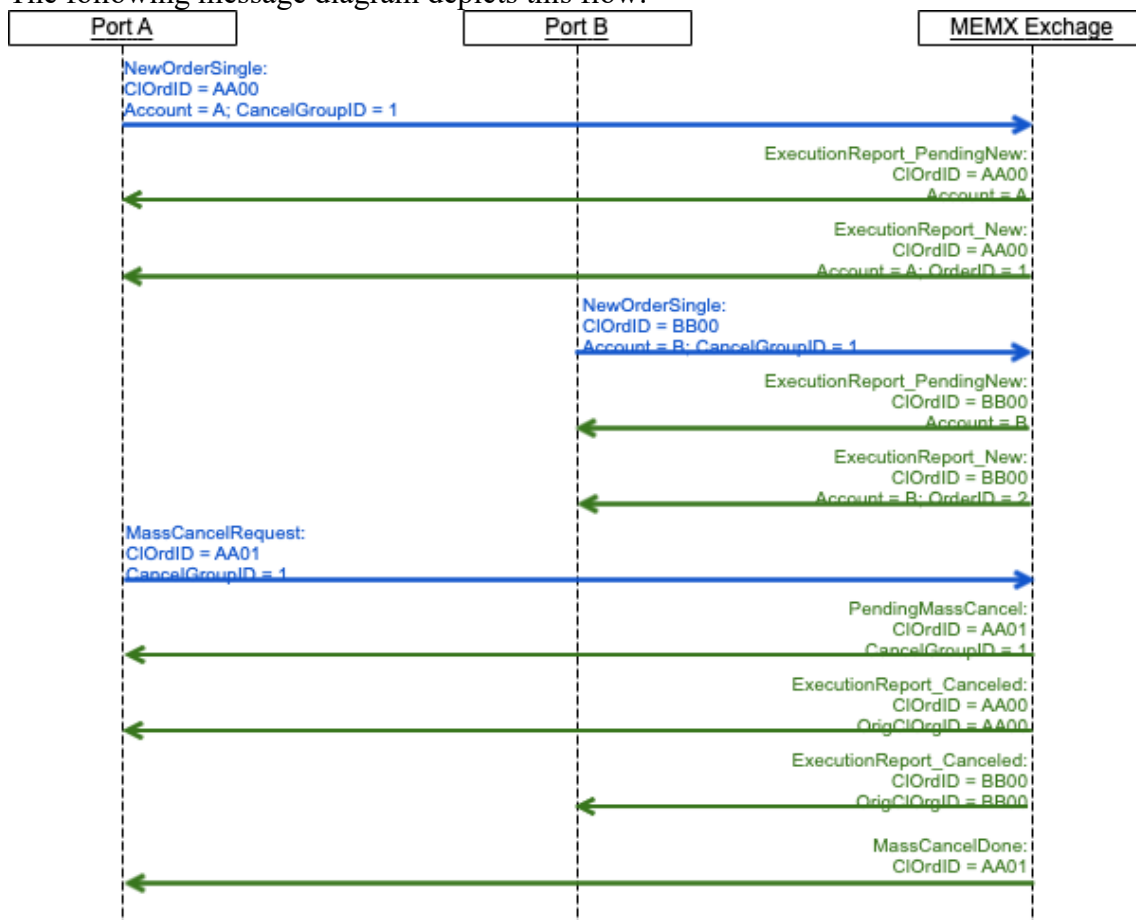 The following message diagram depicts this flow:
Port A
Port B
MEMX Exchage
NewOrderSingle:
ClOrdID = AA00
Account = A; CancelGroupID = 1
ExecutionReport_PendingNew:
ClOrdID = AA00
Account = A
ExecutionReport_New:
ClOrdID = AA00
Account = A; OrderID = 1
NewOrderSingle:
ClOrdID = BB00
Account = B; CancelGroupID = 1
ExecutionReport_PendingNew:
ClOrdID = BB00
Account = B
ExecutionReport_New:
ClOrdID = BB00
Account = B; OrderID = 2
MassCancelRequest:
ClOrdID = AA01
CancelGroupID = 1
PendingMassCancel:
ClOrdID = AA01
CancelGroupID = 1
ExecutionReport_Canceled:
ClOrdID = AA00
OrigClOrgID = AA00
ExecutionReport_Canceled:
ClOrdID = BB00
OrigClOrgID = BB00
MassCancelDone:
ClOrdID = AA01